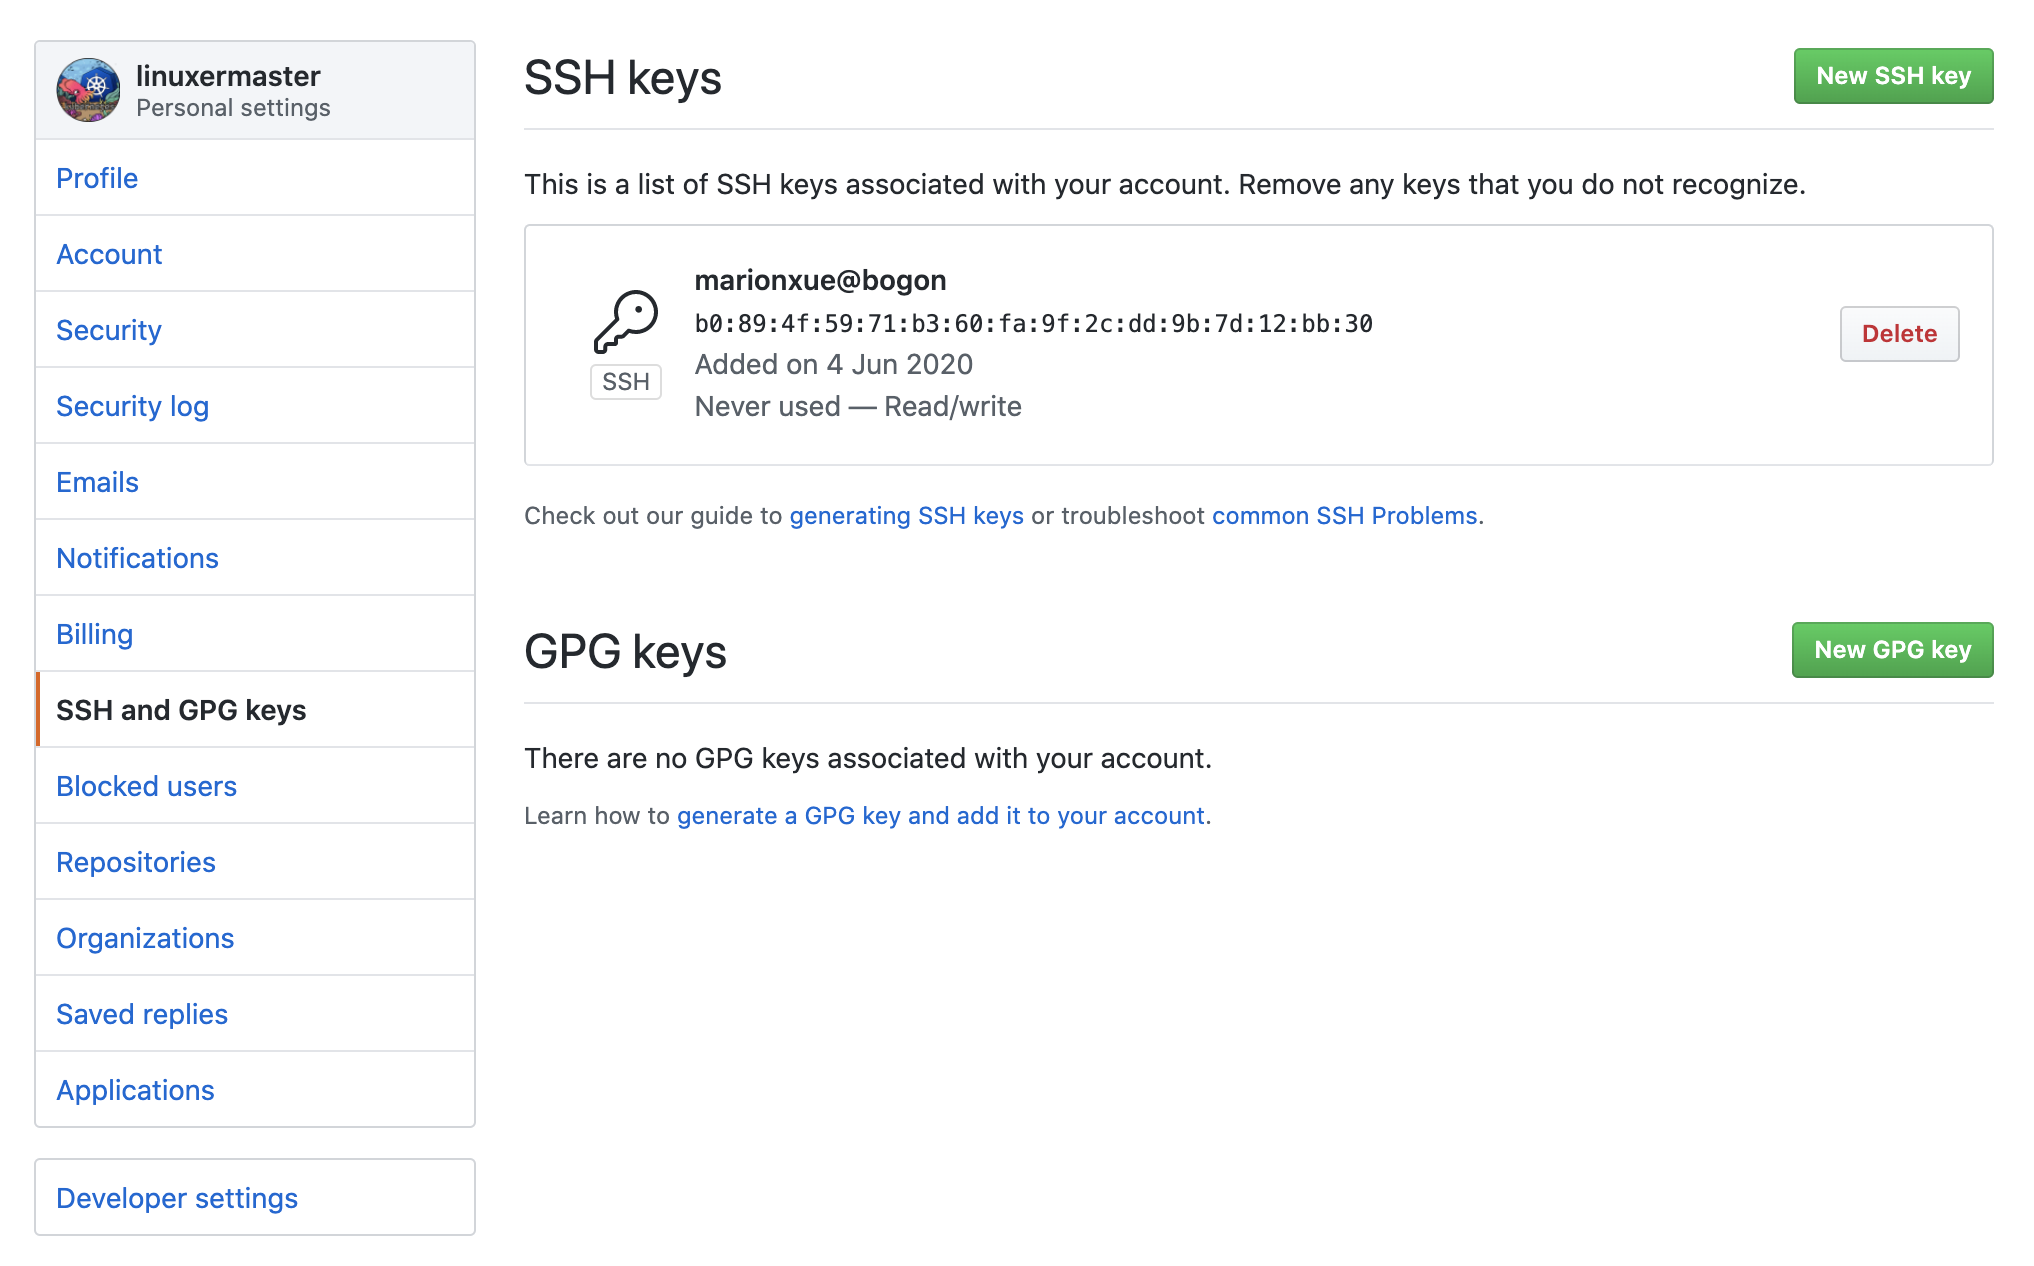 linuxermaster
Personal settings
Profile
Account
Security
Security log
Emails
Notifications
Billing
SSH and GPG keys
Blocked users
Repositories
Organizations
Saved replies
Applications
Developer settings
SSH keys
New SSH key
This is a list of SSH keys associated with your account. Remove any keys that you do not recognize.
marionxue@bogon
b0:89:4f:59:71:b3:60:fa:9f:2c:dd:9b:7d:12:bb:30
Added on 4 Jun 2020
Never used — Read/write
SSH
Delete
Check out our guide to generating SSH keys or troubleshoot common SSH Problems.
GPG keys
New GPG key
There are no GPG keys associated with your account.
Learn how to generate a GPG key and add it to your account.